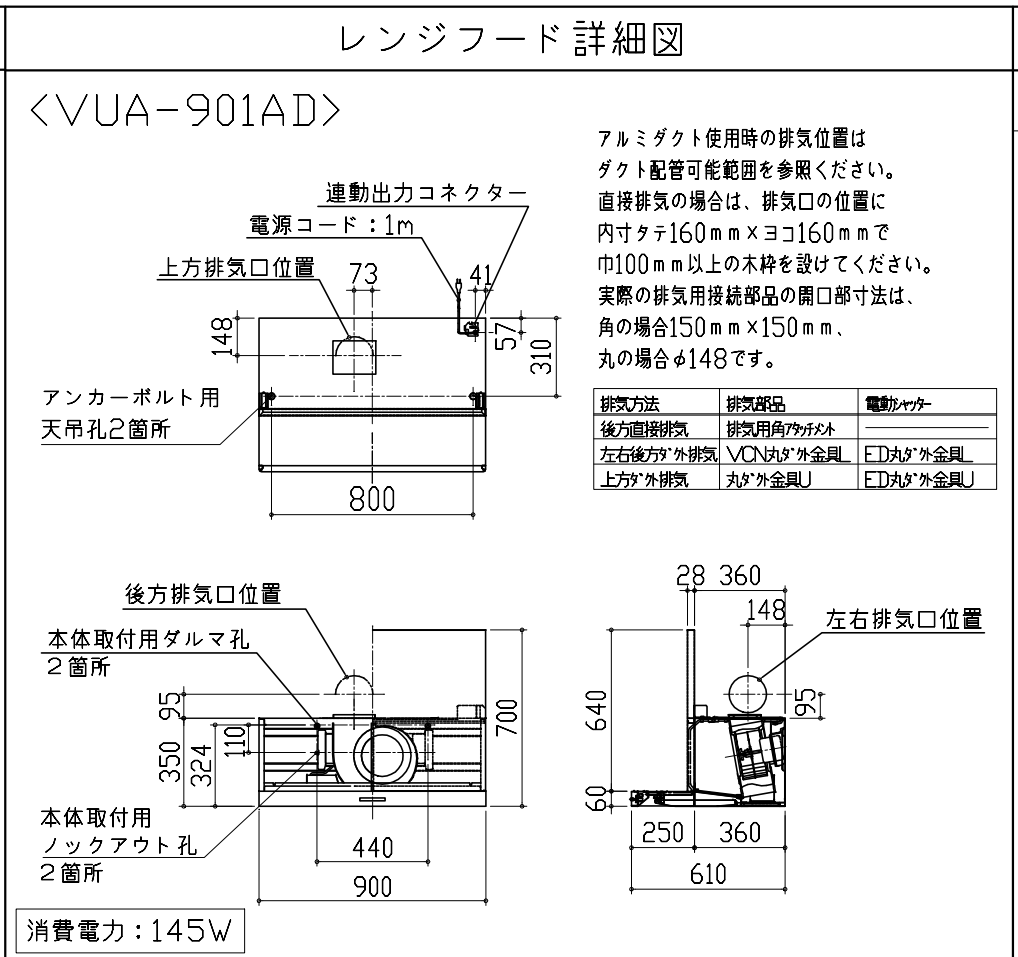 レンジフード詳細図
<VUA-901AD>
アルミダクト使用時の排気位置は
ダクト配管可能範囲を参照ください。
直接排気の場合は、排気口の位置に
内寸タテ160mm×ヨコ160mmで
巾100mm以上の木枠を設けてください。
実際の排気用接続部品の開口部寸法は、
角の場合150mm×150mm、
丸の場合φ148です。
連動出力コネクター
電源コード:1m
上方排気口位置
73
41
148
57
310
アンカーボルト用
天吊孔2箇所
800
排気方法 排気部品 電動シャッター
後方直接排気 排気用角アタッチメント
左右後方ダクト排気 VCN丸ダクト金具L ED丸ダクト金具L
上方ダクト排気 丸ダクト金具U ED丸ダクト金具U
後方排気口位置
本体取付用ダルマ孔
2箇所
95
350
324
110
700
本体取付用
ノックアウト孔
2箇所
440
900
28 360
148
左右排気口位置
640
95
60
250
360
610
消費電力:145W